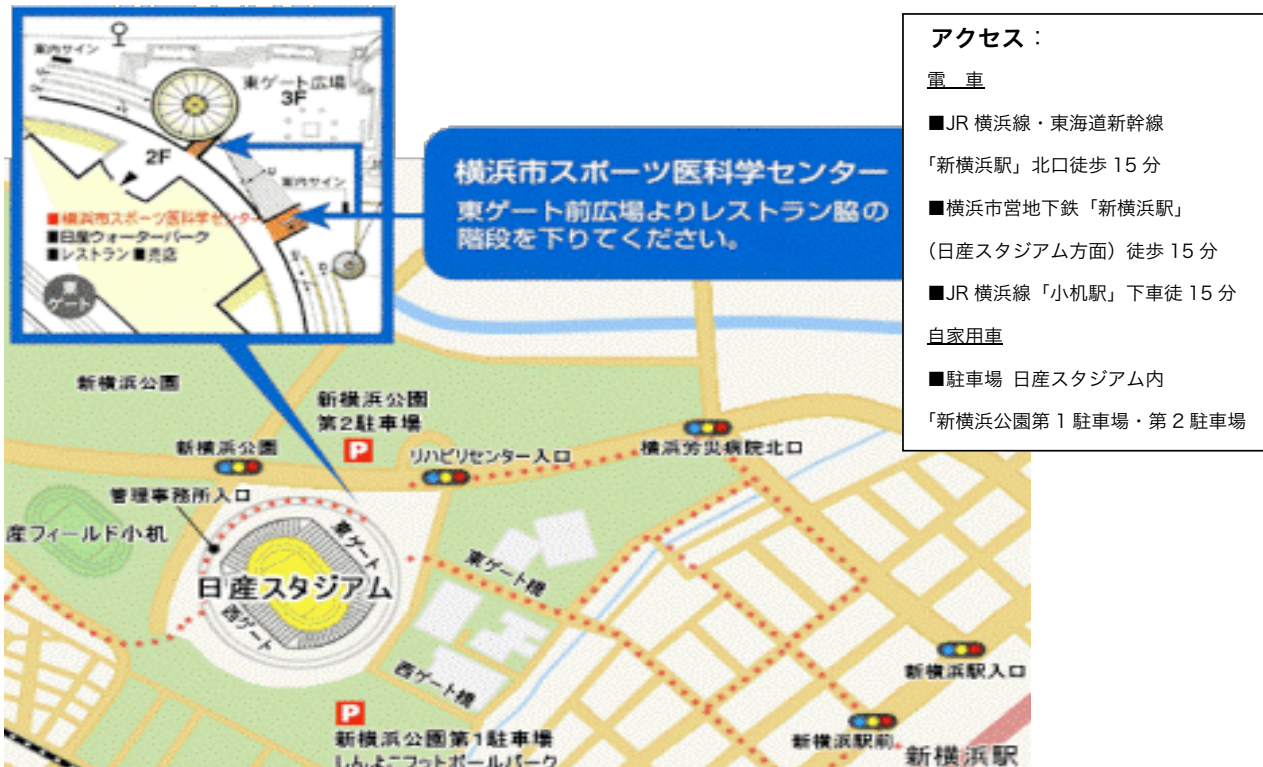 案内サイン
東ゲート広場
3F
2F
案内サイン
■横浜市スポーツ医科学センター
■日産ウォーターパーク
■レストラン■売店
東
ゲート
横浜市スポーツ医科学センター
東ゲート前広場よりレストラン脇の
階段を下りてください。
アクセス：
電　車
■JR 横浜線・東海道新幹線
「新横浜駅」北口徒歩 15 分
■横浜市営地下鉄「新横浜駅」
(日産スタジアム方面）徒歩 15 分
■JR 横浜線「小机駅」下車徒 15 分
自家用車
■駐車場 日産スタジアム内
「新横浜公園第 1 駐車場・第 2 駐車場
新横浜公園
新横浜公園
第2駐車場
P
新横浜公園
リハビリセンター入口
横浜労災病院北口
管理事務所入口
産フィールド小机
東ゲート
日産スタジアム
西ゲート
東ゲート橋
西ゲート橋
新横浜駅入口
P
新横浜公園第1駐車場
しんよこフットボールパーク
新横浜駅前
新横浜駅